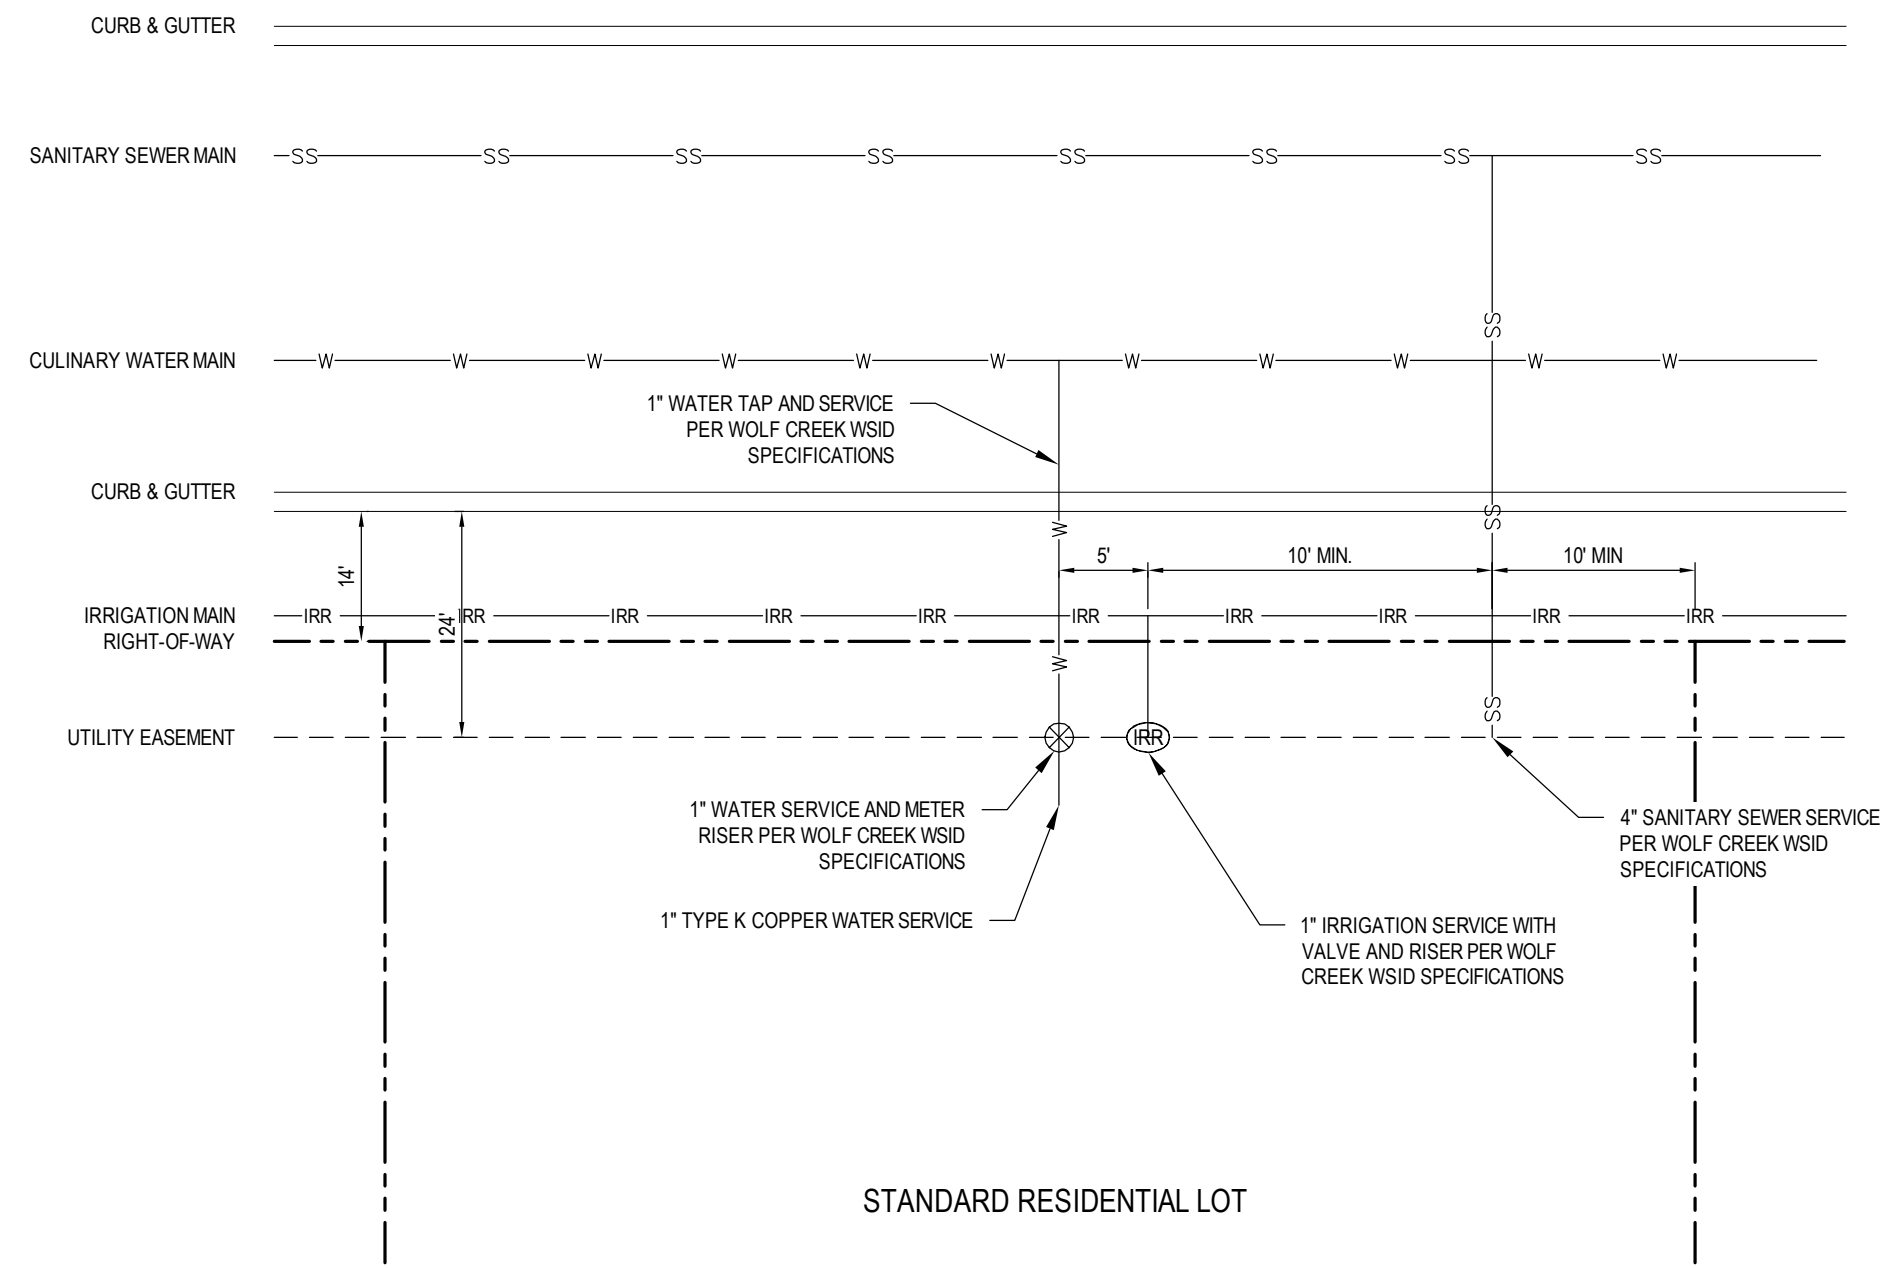 CURB & GUTTER
SANITARY SEWER MAIN
SS SS SS SS SS SS SS SS
SS
CULINARY WATER MAIN
W W W W W W W W W W W
1" WATER TAP AND SERVICE
PER WOLF CREEK WSID
SPECIFICATIONS
CURB & GUTTER
SS
W
14'
24'
5'
10' MIN.
10' MIN
IRRIGATION MAIN
IRR IRR IRR IRR IRR IRR IRR IRR IRR IRR
RIGHT-OF-WAY
W
SS
UTILITY EASEMENT
IRR
1" WATER SERVICE AND METER
RISER PER WOLF CREEK WSID
SPECIFICATIONS
4" SANITARY SEWER SERVICE
PER WOLF CREEK WSID
SPECIFICATIONS
1" TYPE K COPPER WATER SERVICE
1" IRRIGATION SERVICE WITH
VALVE AND RISER PER WOLF
CREEK WSID SPECIFICATIONS
STANDARD RESIDENTIAL LOT